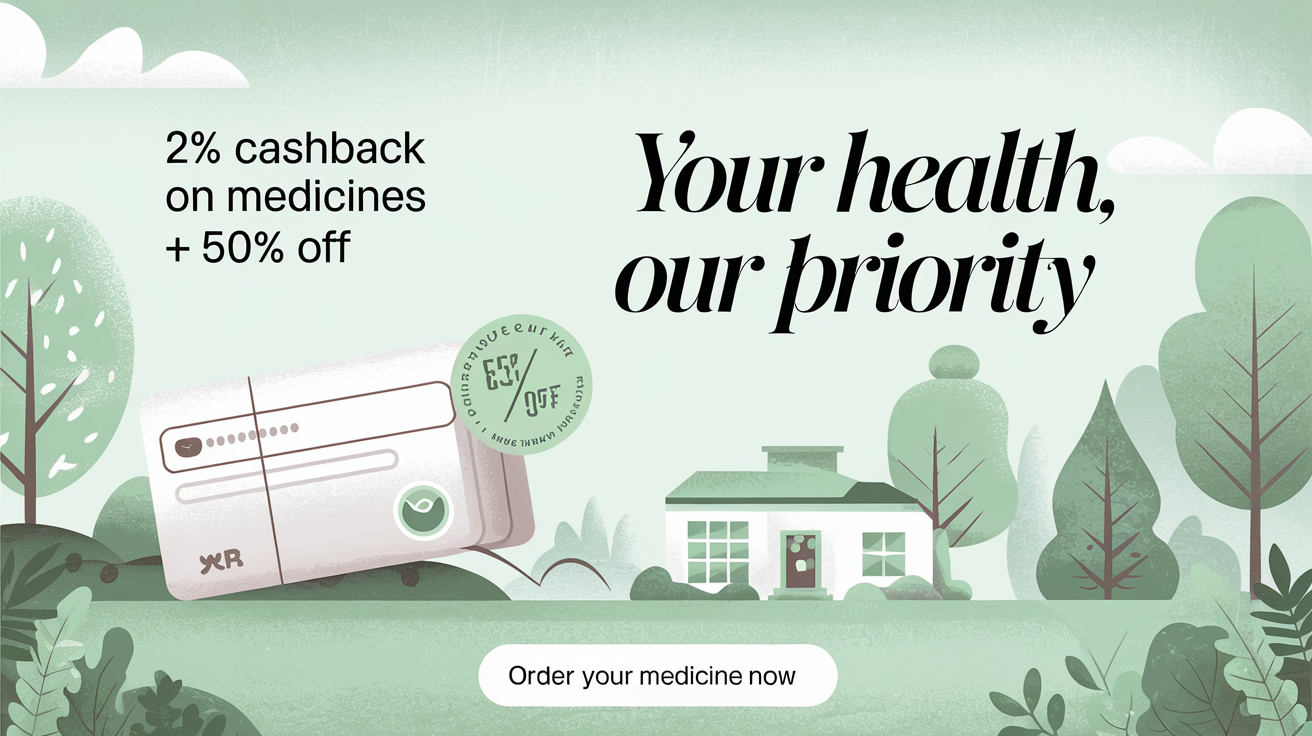 2% cashback
on medicines
+ 50% off
Your health,
our priority
Order your medicine now